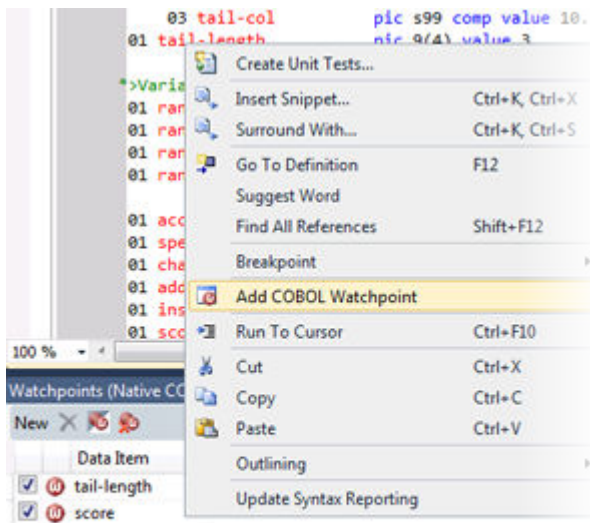 03 tail-col pic s99 comp value 10.
01 tail-length pic 9(4) value 3
Create Unit Tests...
*>Varia
Insert Snippet... Ctrl+K, Ctrl+X
01 ran
01 ran
Surround With... Ctrl+K, Ctrl+S
01 ran
01 ran
Go To Definition F12
Suggest Word
01 acc
Find All References Shift+F12
01 spe
01 cha
Breakpoint
01 add
Add COBOL Watchpoint
01 ins
01 sco
Run To Cursor Ctrl+F10
100 %
Cut Ctrl+X
Watchpoints (Native CO
Copy Ctrl+C
New
Paste Ctrl+V
Data Item
Outlining
tail-length
Update Syntax Reporting
score